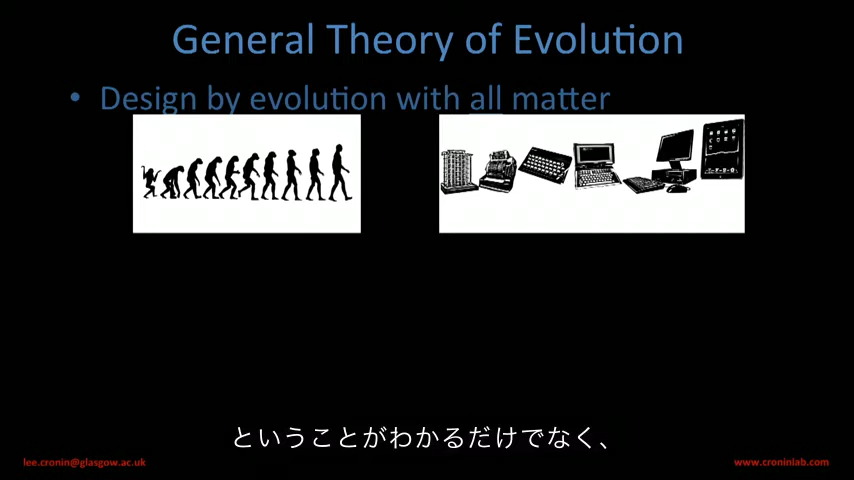 General Theory of Evolution
• Design by evolution with all matter
ということがわかるだけでなく、
lee.cronin@glasgow.ac.uk
www.croninlab.com